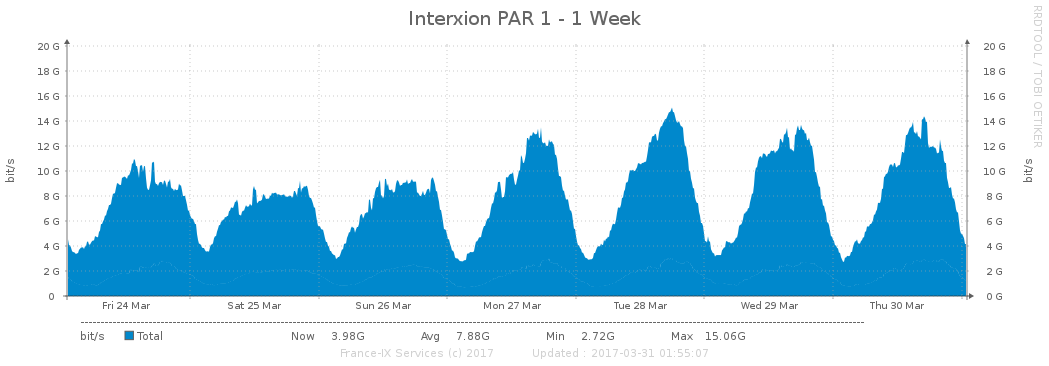 Interxion PAR 1 - 1 Week
RRDTOOL / TOBI OETIKER
bit/s
20 G 20 G
18 G 18 G
16 G 16 G
14 G 14 G
12 G 12 G
10 G 10 G
8 G 8 G
6 G 6 G
4 G 4 G
2 G 2 G
0 0 G
bit/s
Fri 24 Mar Sat 25 Mar Sun 26 Mar Mon 27 Mar Tue 28 Mar Wed 29 Mar Thu 30 Mar
bit/s Total Now 3.98G Avg 7.88G Min 2.72G Max 15.06G
France-IX Services (c) 2017 Updated : 2017-03-31 01:55:07